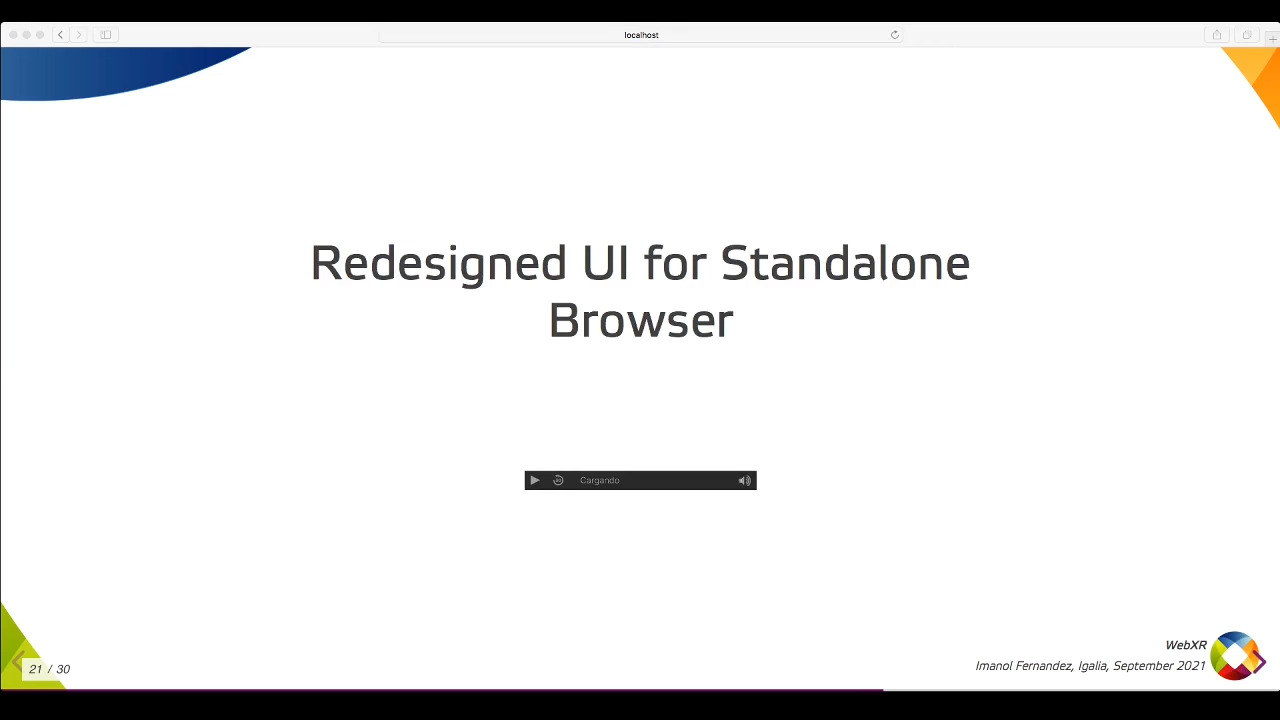 localhost
Redesigned UI for Standalone
Browser
Cargando
WebXR
Imanol Fernandez, Igalia, September 2021
21 / 30